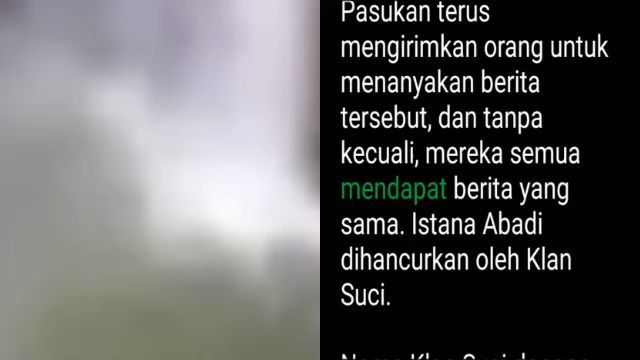 Pasukan terus
mengirimkan orang untuk
menanyakan berita
tersebut, dan tanpa
kecuali, mereka semua
mendapat berita yang
sama. Istana Abadi
dihancurkan oleh Klan
Suci.